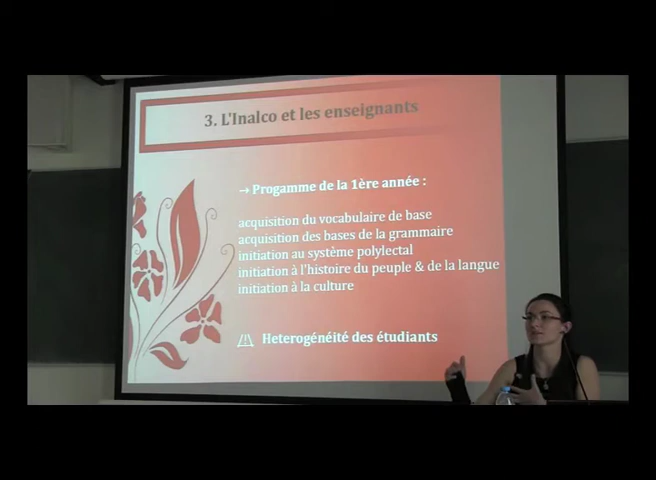 3. L'Inalco et les enseignants
→ Progamme de la 1ère année :
acquisition du vocabulaire de base
acquisition des bases de la grammaire
initiation au système polylectal
initiation à l'histoire du peuple & de la langue
initiation à la culture
Heterogénéité des étudiants